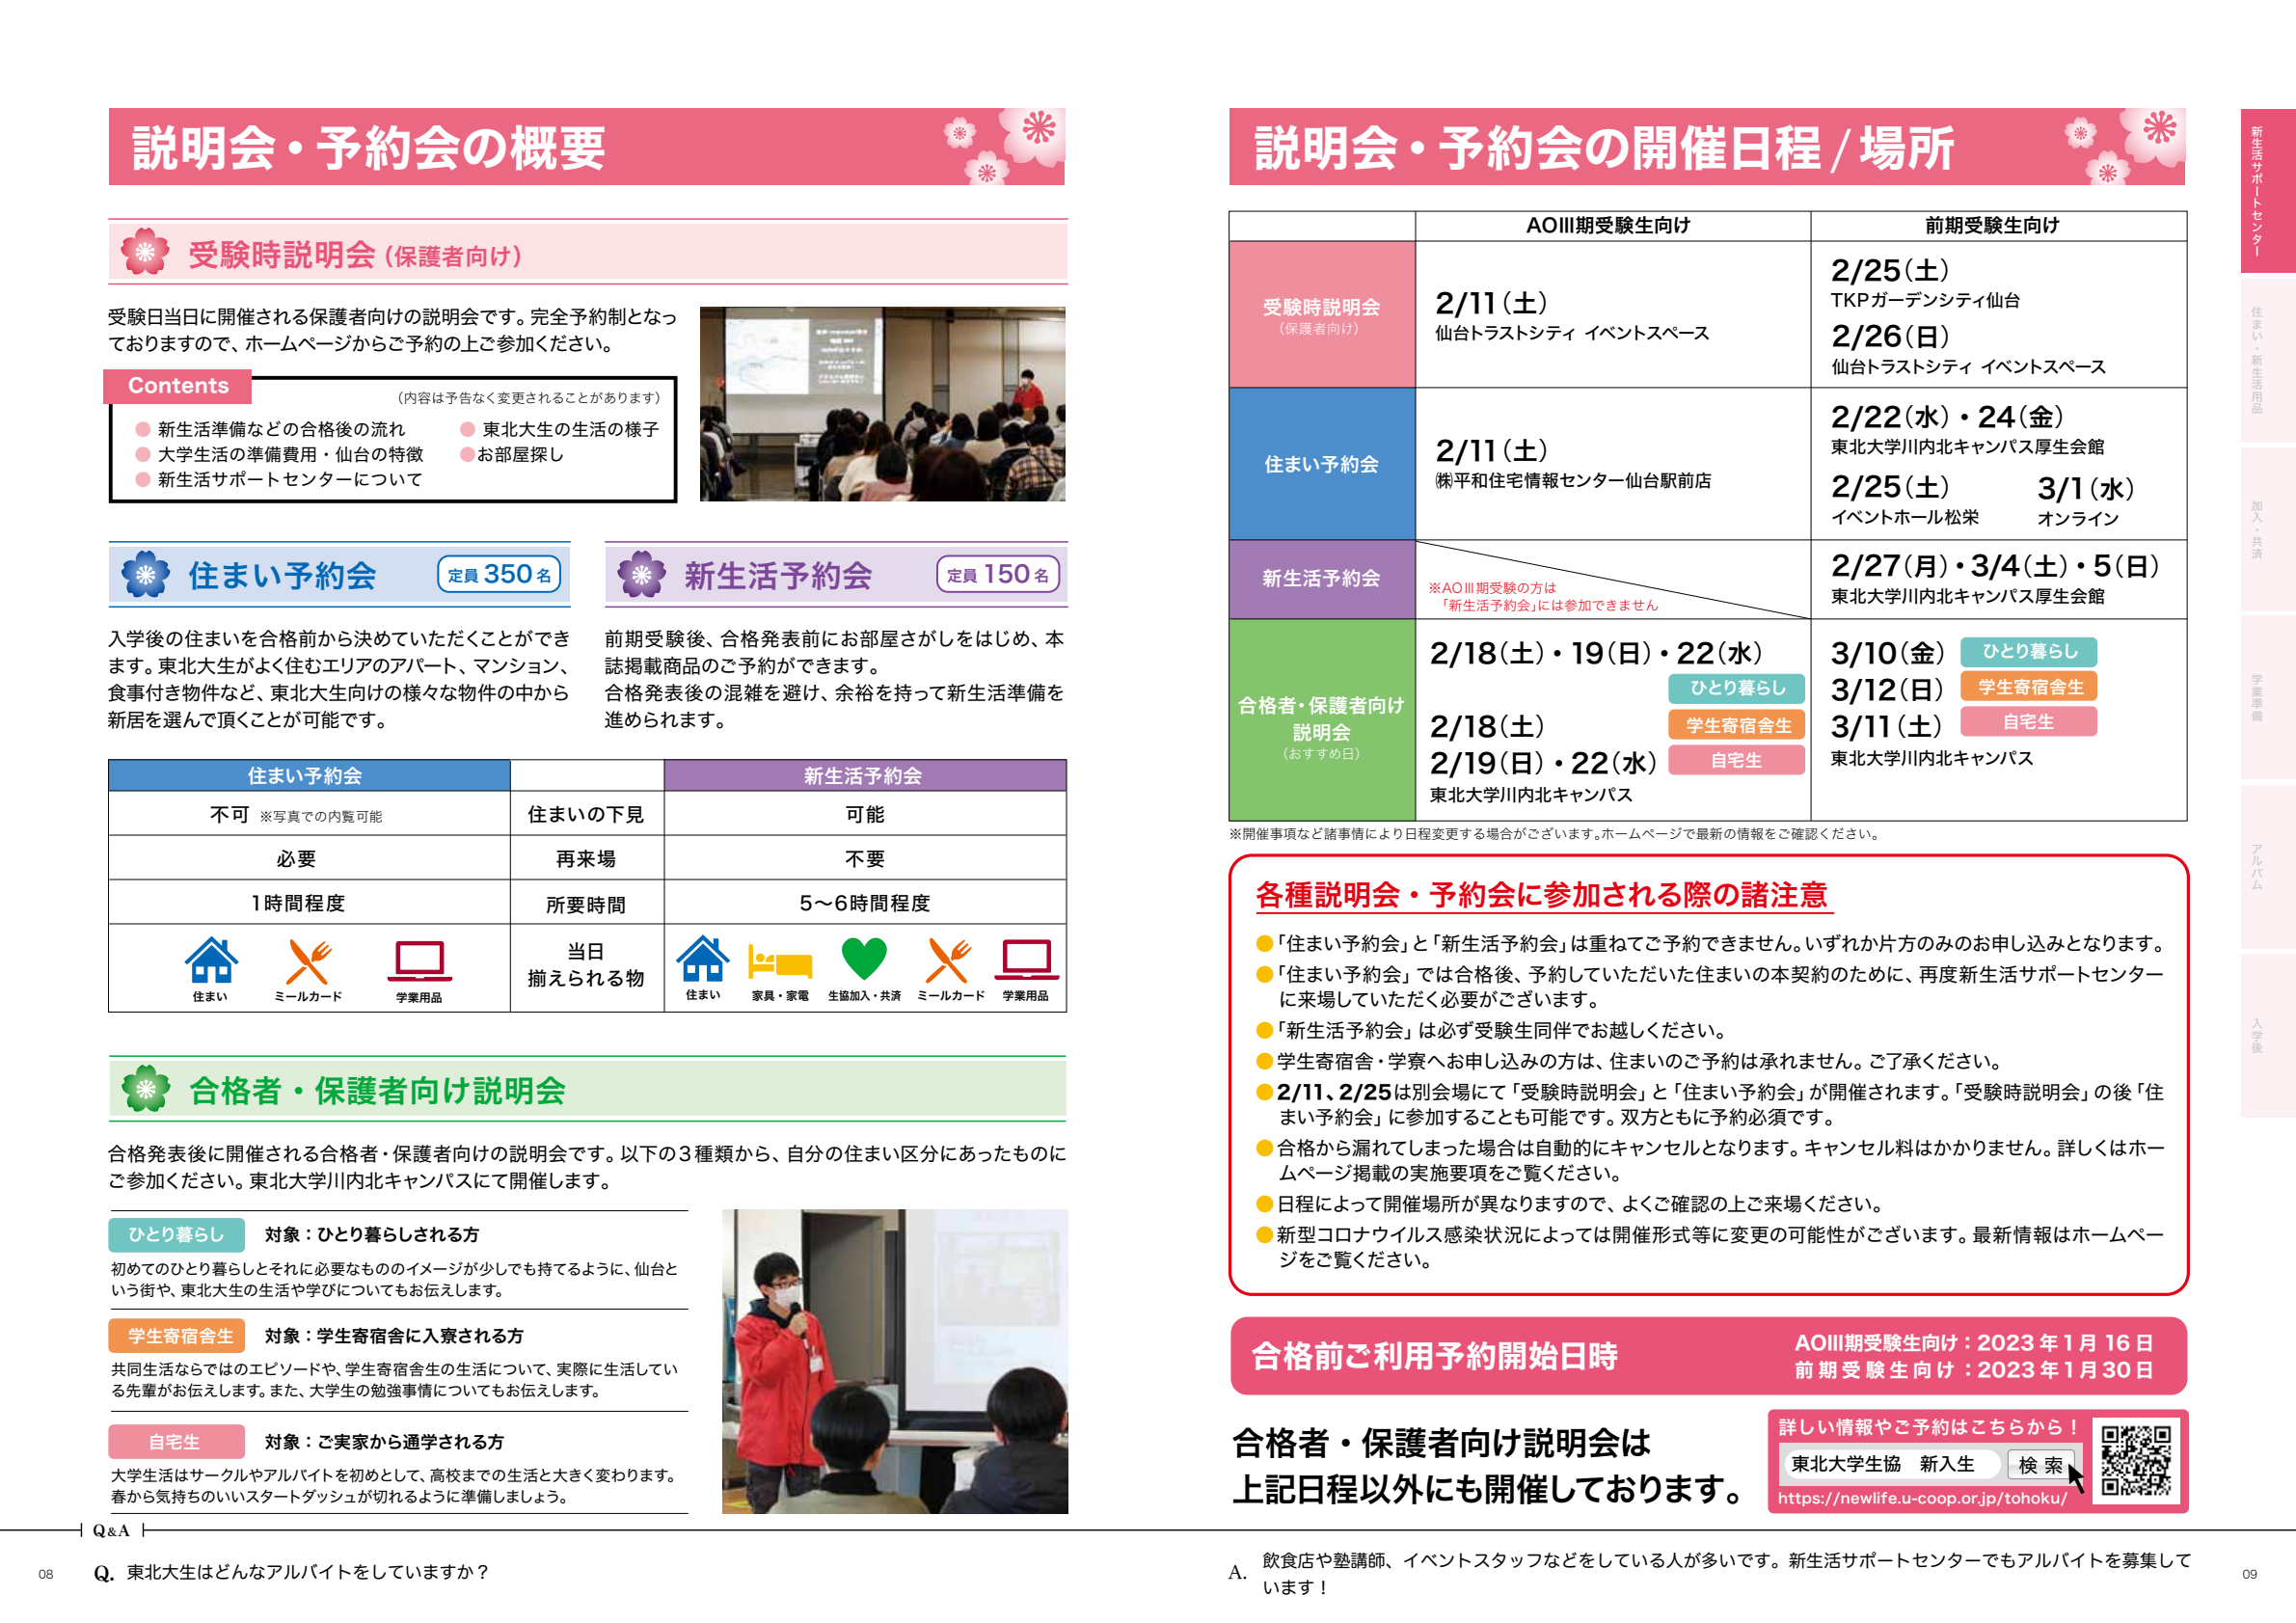 説明会・予約会の概要
受験時説明会(保護者向け)
受験日当日に開催される保護者向けの説明会です。完全予約制となっ
ておりますので、ホームページからご予約の上ご参加ください。
Contents
(内容は予告なく変更されることがあります)
● 新生活準備などの合格後の流れ
● 大学生活の準備費用・仙台の特徴
● 新生活サポートセンターについて
● 東北大生の生活の様子
●お部屋探し
住まい予約会 定員350名
入学後の住まいを合格前から決めていただくことができ
ます。東北大生がよく住むエリアのアパート、マンション、
食事付き物件など、東北大生向けの様々な物件の中から
新居を選んで頂くことが可能です。
新生活予約会 定員150名
前期受験後、合格発表前にお部屋さがしをはじめ、本
誌掲載商品のご予約ができます。
合格発表後の混雑を避け、余裕を持って新生活準備を
進められます。
住まい予約会 新生活予約会
不可 ※写真での内覧可能 住まいの下見 可能
必要 再来場 不要
1時間程度 所要時間 5〜6時間程度
当日
揃えられる物
住まい ミールカード 学業用品
住まい 家具・家電 生協加入・共済 ミールカード 学業用品
合格者・保護者向け説明会
合格発表後に開催される合格者・保護者向けの説明会です。以下の3種類から、自分の住まい区分にあったものに
ご参加ください。東北大学川内北キャンパスにて開催します。
ひとり暮らし 対象：ひとり暮らしされる方
初めてのひとり暮らしとそれに必要なもののイメージが少しでも持てるように、仙台と
いう街や、東北大生の生活や学びについてもお伝えします。
学生寄宿舎生 対象：学生寄宿舎に入寮される方
共同生活ならではのエピソードや、学生寄宿舎生の生活について、実際に生活してい
る先輩がお伝えします。また、大学生の勉強事情についてもお伝えします。
自宅生 対象：ご実家から通学される方
大学生活はサークルやアルバイトを初めとして、高校までの生活と大きく変わります。
春から気持ちのいいスタートダッシュが切れるように準備しましょう。
Q&A
08
Q. 東北大生はどんなアルバイトをしていますか？
説明会・予約会の開催日程/場所
AOIII期受験生向け 前期受験生向け
受験時説明会
(保護者向け)
2/11(土)
仙台トラストシティ イベントスペース
2/25(土)
TKPガーデンシティ仙台
2/26(日)
仙台トラストシティ イベントスペース
住まい予約会
2/11(土)
㈱平和住宅情報センター仙台駅前店
2/22(水)・24(金)
東北大学川内北キャンパス厚生会館
2/25(土) 3/1(水)
イベントホール松栄 オンライン
新生活予約会
※AOIII期受験の方は
「新生活予約会」には参加できません
2/27(月)・3/4(土)・5(日)
東北大学川内北キャンパス厚生会館
合格者・保護者向け
説明会
(おすすめ日)
2/18(土)・19(日)・22(水)
ひとり暮らし
2/18(土) 学生寄宿舎生
2/19(日)・22(水) 自宅生
東北大学川内北キャンパス
3/10(金) ひとり暮らし
3/12(日) 学生寄宿舎生
3/11(土) 自宅生
東北大学川内北キャンパス
※開催事項など諸事情により日程変更する場合がございます。ホームページで最新の情報をご確認ください。
各種説明会・予約会に参加される際の諸注意
●「住まい予約会」と「新生活予約会」は重ねてご予約できません。いずれか片方のみのお申し込みとなります。
●「住まい予約会」では合格後、予約していただいた住まいの本契約のために、再度新生活サポートセンター
に来場していただく必要がございます。
●「新生活予約会」は必ず受験生同伴でお越しください。
●学生寄宿舎・学寮へお申し込みの方は、住まいのご予約は承れません。ご了承ください。
●2/11、2/25は別会場にて「受験時説明会」と「住まい予約会」が開催されます。「受験時説明会」の後「住
まい予約会」に参加することも可能です。双方ともに予約必須です。
●合格から漏れてしまった場合は自動的にキャンセルとなります。キャンセル料はかかりません。詳しくはホー
ムページ掲載の実施要項をご覧ください。
●日程によって開催場所が異なりますので、よくご確認の上ご来場ください。
●新型コロナウイルス感染状況によっては開催形式等に変更の可能性がございます。最新情報はホームペー
ジをご覧ください。
合格前ご利用予約開始日時
AOIII期受験生向け：2023年1月16日
前期受験生向け：2023年1月30日
合格者・保護者向け説明会は
上記日程以外にも開催しております。
詳しい情報やご予約はこちらから！
東北大学生協 新入生 検索
https://newlife.u-coop.or.jp/tohoku/
A. 飲食店や塾講師、イベントスタッフなどをしている人が多いです。新生活サポートセンターでもアルバイトを募集して
います！
09
新生活サポートセンター
住まい・新生活用品
加入・共済
学業準備
アルバム
入学後